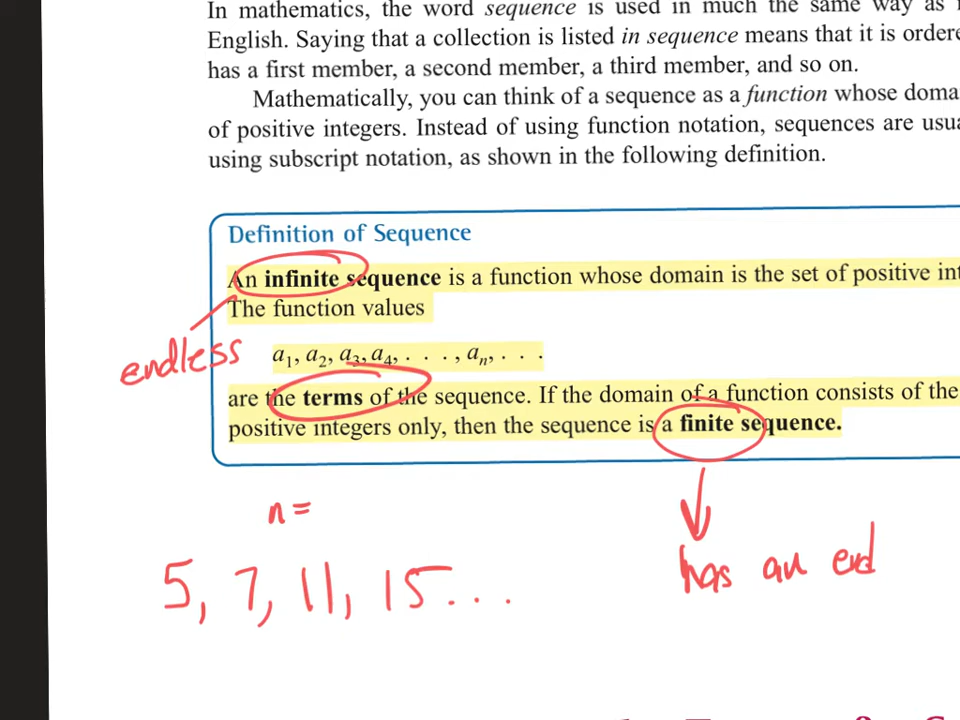 In mathematics, the word sequence is used in much the same way as
English. Saying that a collection is listed in sequence means that it is ordere
has a first member, a second member, a third member, and so on.
Mathematically, you can think of a sequence as a function whose doma
of positive integers. Instead of using function notation, sequences are usua
using subscript notation, as shown in the following definition.
Definition of Sequence
An infinite sequence is a function whose domain is the set of positive int
The function values
endless
a₁, a₂, a₃, a₄, . . . , aₙ, . . .
are the terms of the sequence. If the domain of a function consists of the
positive integers only, then the sequence is a finite sequence.
n =
has an end
5, 7, 11, 15...